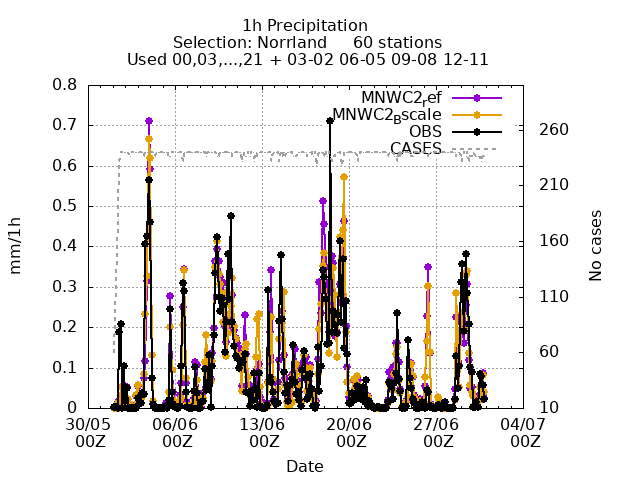 1h Precipitation
Selection: Norrland 60 stations
Used 00,03,...,21 + 03-02 06-05 09-08 12-11
0.8
0.7
0.6
0.5
0.4
0.3
0.2
0.1
0
mm/1h
MNWC2ref
MNWC2Bscale
OBS
CASES
260
210
160
110
60
10
No cases
30/05 06/06 13/06 20/06 27/06 04/07
00Z 00Z 00Z 00Z 00Z 00Z
Date